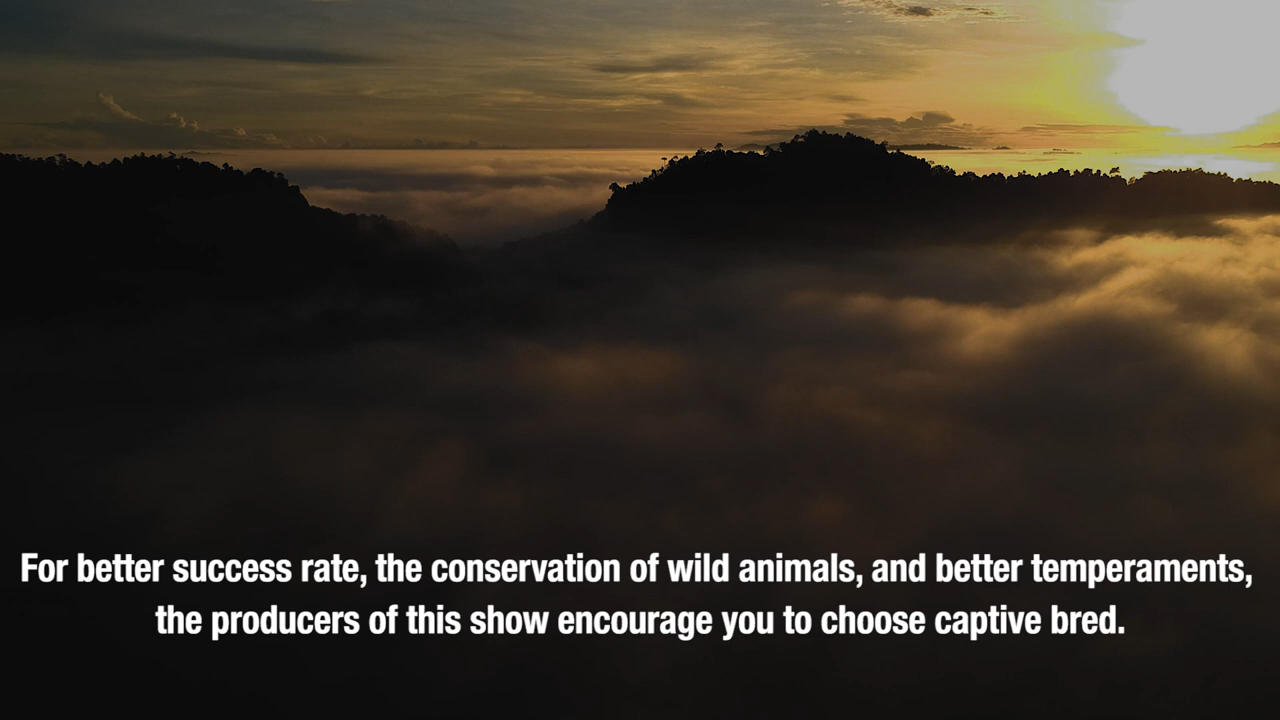 For better success rate, the conservation of wild animals, and better temperaments,
the producers of this show encourage you to choose captive bred.